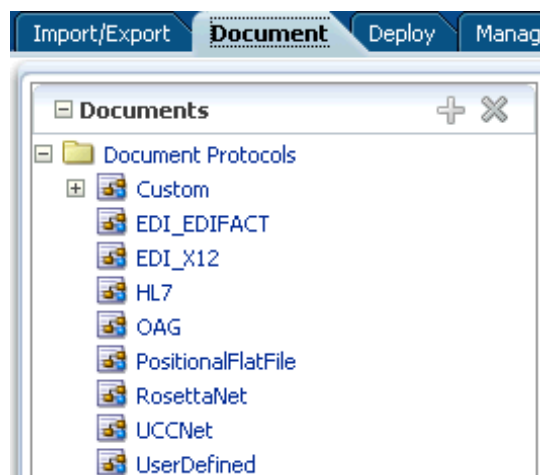 Import/Export Document Deploy Manag
Documents
Document Protocols
Custom
EDI_EDIFACT
EDI_X12
HL7
OAG
PositionalFlatFile
RosettaNet
UCCNet
UserDefined